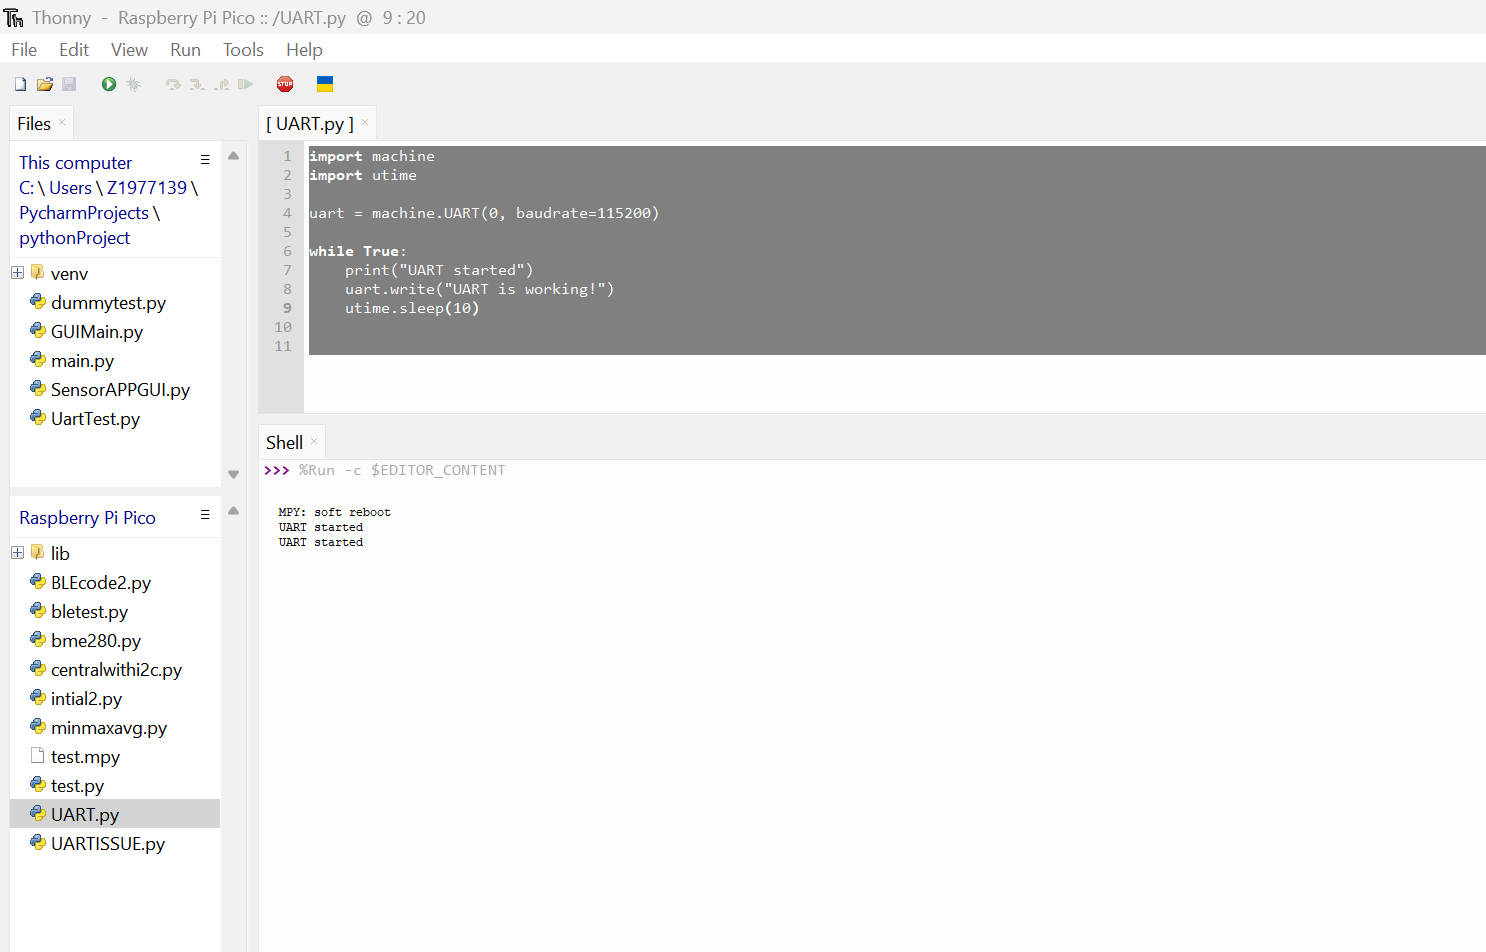 Thonny - Raspberry Pi Pico :: /UART.py @ 9 : 20
File Edit View Run Tools Help
STOP
Files ×
This computer
C: \ Users \ Z1977139 \
PycharmProjects \
pythonProject
venv
dummytest.py
GUIMain.py
main.py
SensorAPPGUI.py
UartTest.py
Raspberry Pi Pico
lib
BLEcode2.py
bletest.py
bme280.py
centralwithi2c.py
intial2.py
minmaxavg.py
test.mpy
test.py
UART.py
UARTISSUE.py
[ UART.py ] ×
1 import machine
2 import utime
3
4 uart = machine.UART(0, baudrate=115200)
5
6 while True:
7     print("UART started")
8     uart.write("UART is working!")
9     utime.sleep(10)
10
11
Shell ×
>>> %Run -c $EDITOR_CONTENT
MPY: soft reboot
UART started
UART started